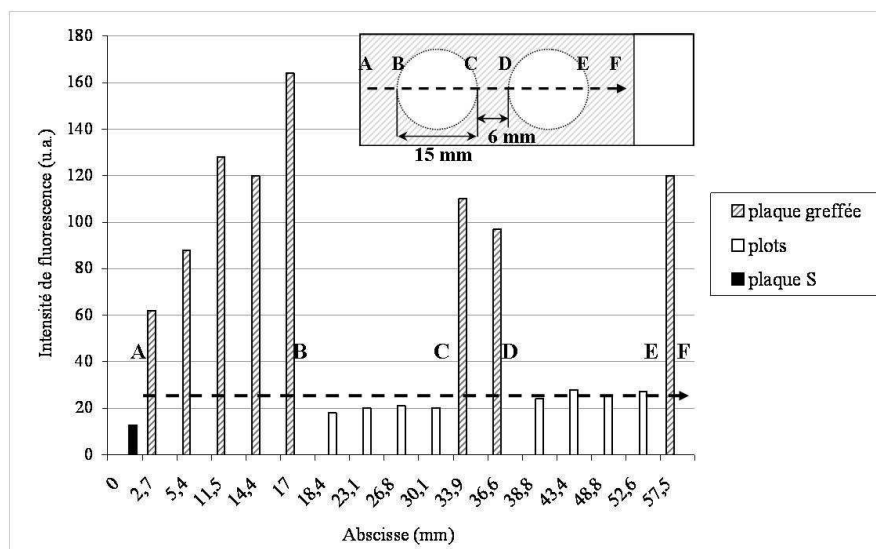 180
160
140
120
100
80
60
40
20
0
Intensité de fluorescence (u.a.)
A B C D E F
6 mm
15 mm
A B C D E F
plaque greffée
plots
plaque S
0 2,7 5,4 11,5 14,4 17 18,4 23,1 26,8 30,1 33,9 36,6 38,8 43,4 48,8 52,6 57,5
Abscisse (mm)